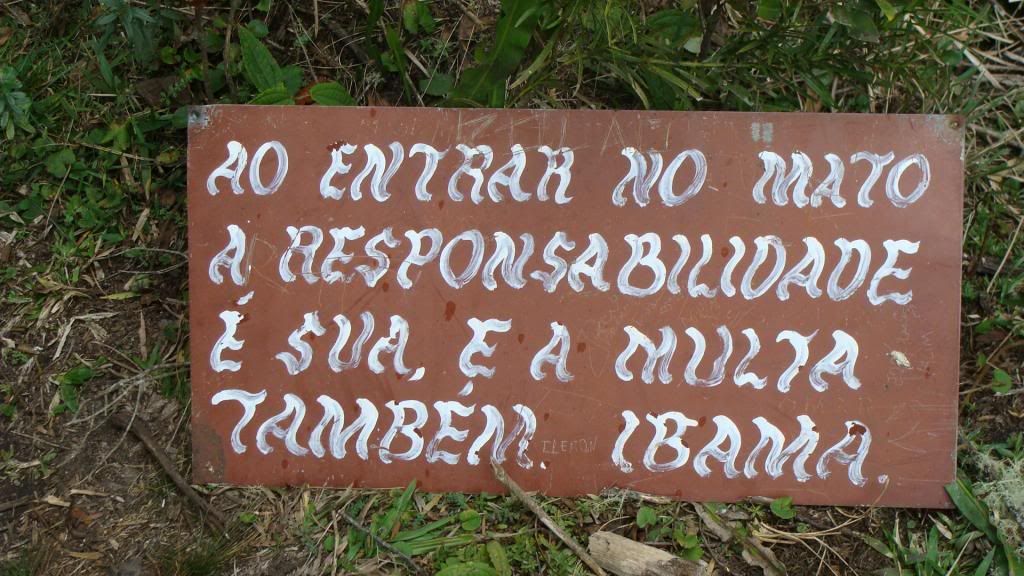 AO ENTRAR NO MATO
A RESPONSABILIDADE
É SUA, E A MULTA
TAMBÉM. IBAMA.